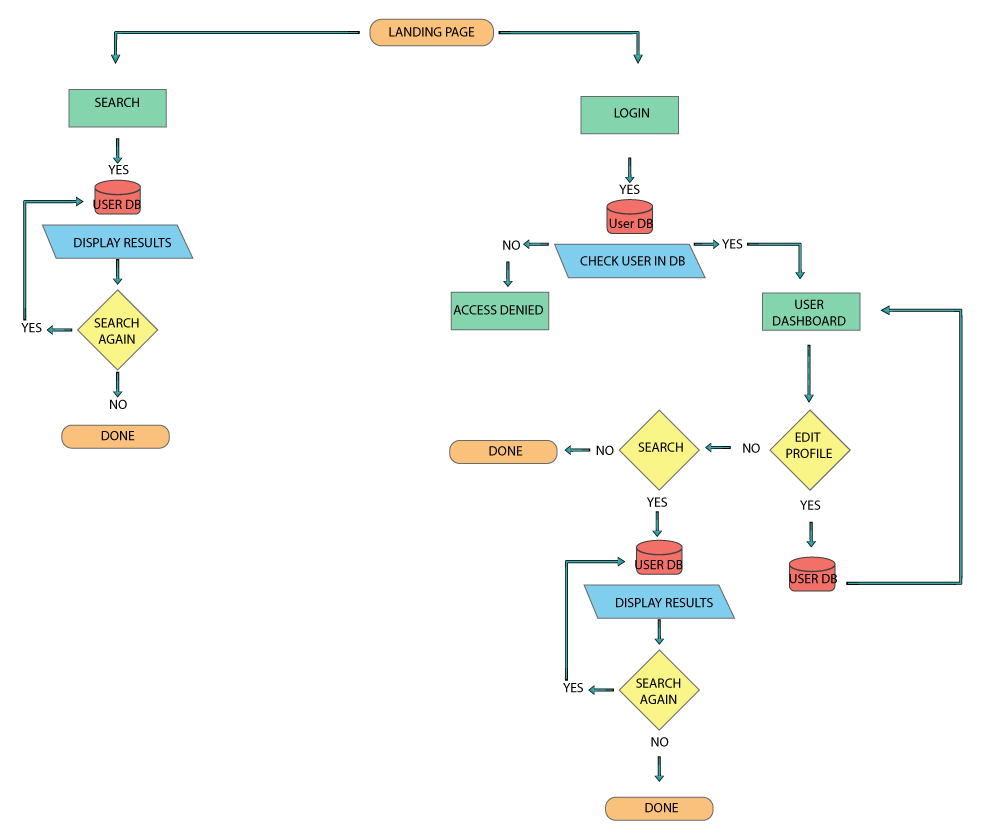 LANDING PAGE
SEARCH
YES
USER DB
DISPLAY RESULTS
SEARCH
AGAIN
YES
NO
DONE
LOGIN
YES
User DB
CHECK USER IN DB
NO
ACCESS DENIED
YES
USER
DASHBOARD
EDIT
PROFILE
YES
USER DB
NO
SEARCH
NO
DONE
YES
USER DB
DISPLAY RESULTS
SEARCH
AGAIN
YES
NO
DONE